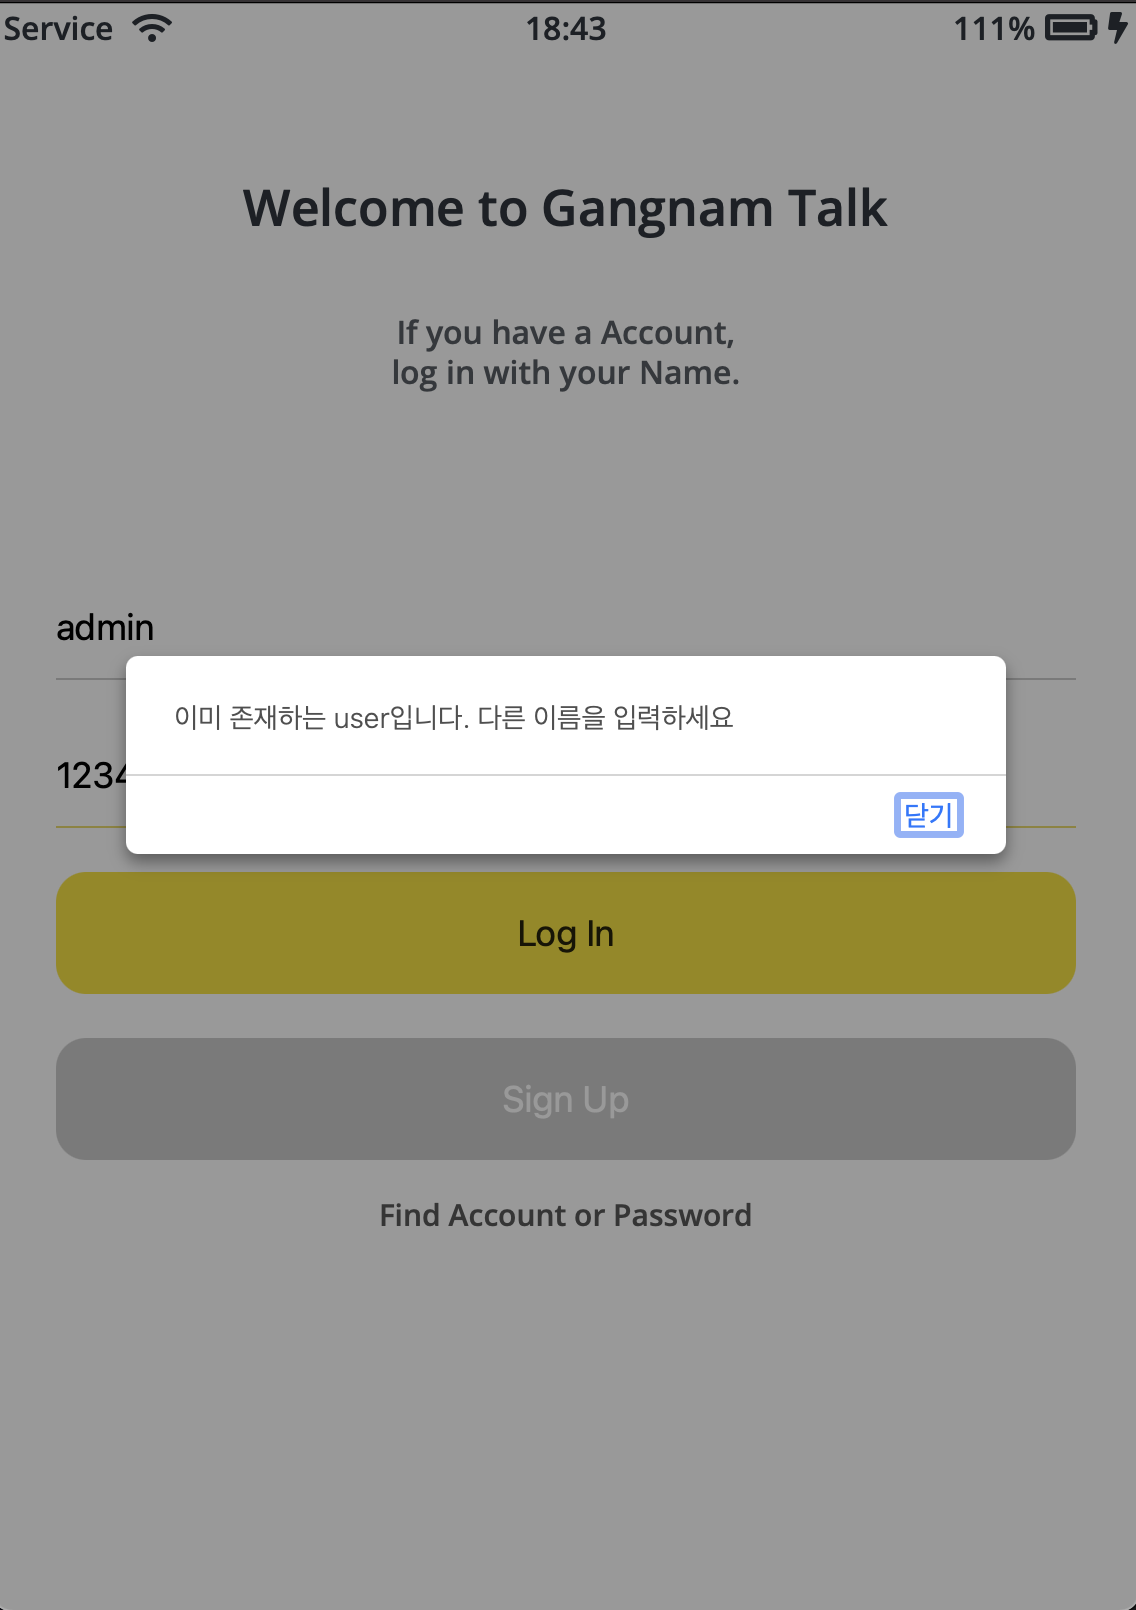 Service 18:43 111%
Welcome to Gangnam Talk
If you have a Account,
log in with your Name.
admin
이미 존재하는 user입니다. 다른 이름을 입력하세요
1234
닫기
Log In
Sign Up
Find Account or Password